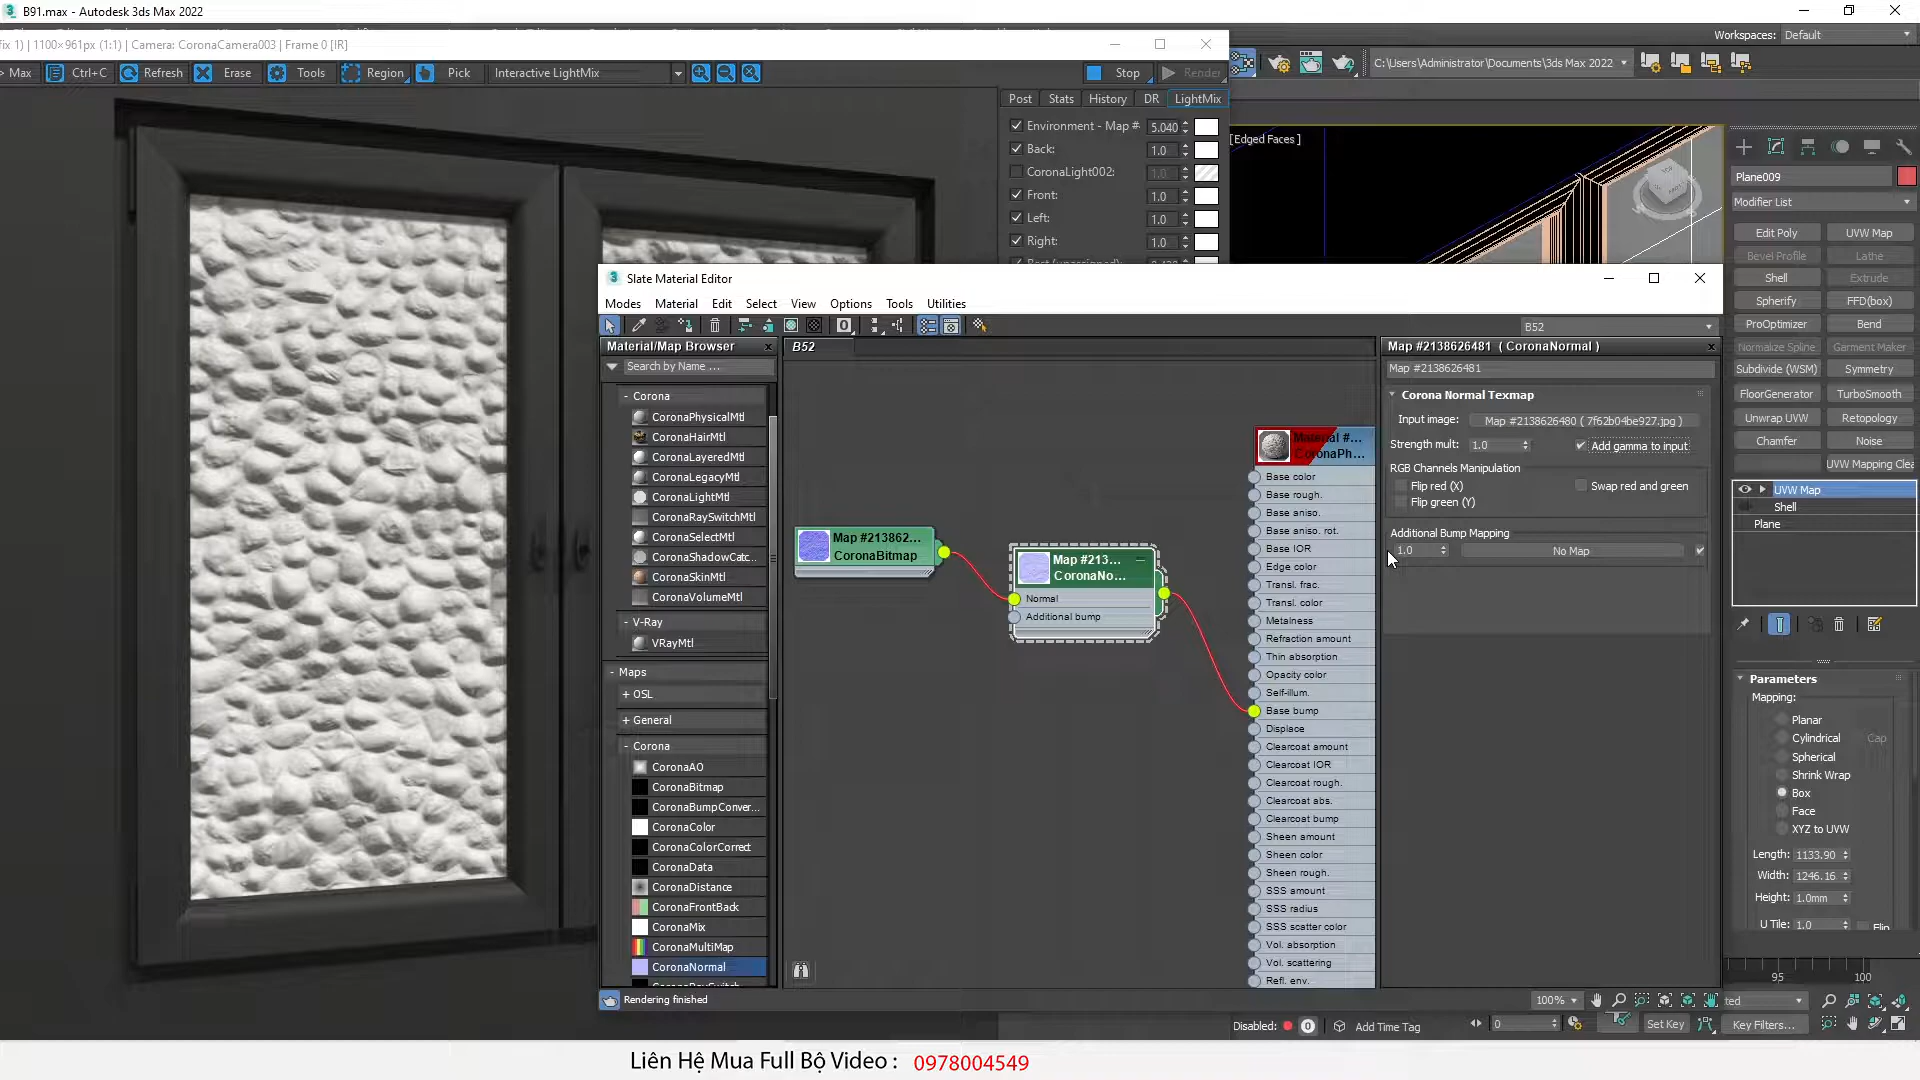 B91.max - Autodesk 3ds Max 2022
Workspaces: Default
fix 1) | 1100×961px (1:1) | Camera: CoronaCamera003 | Frame 0 [IR]
Max Ctrl+C Refresh Erase Tools Region Pick Interactive LightMix Stop Render
C:\Users\Administrator\Documents\3ds Max 2022
Post Stats History DR LightMix
Environment - Map # 5.040
Back: 1.0
CoronaLight002: 1.0
Front: 1.0
Left: 1.0
Right: 1.0
[Edged Faces ]
Plane009
Modifier List
Edit Poly UVW Map
Bevel Profile Lathe
Shell Extrude
Spherify FFD(box)
ProOptimizer Bend
Normalize Spline Garment Maker
Subdivide (WSM) Symmetry
FloorGenerator TurboSmooth
Unwrap UVW Retopology
Chamfer Noise
UVW Mapping Clea
UVW Map
Shell
Plane
Parameters
Mapping:
Planar
Cylindrical Cap
Spherical
Shrink Wrap
Box
Face
XYZ to UVW
Length: 1133.90
Width: 1246.16
Height: 1.0mm
U Tile: 1.0 Flip
Slate Material Editor
Modes Material Edit Select View Options Tools Utilities
B52
Material/Map Browser
Search by Name ...
- Corona
CoronaPhysicalMtl
CoronaHairMtl
CoronaLayeredMtl
CoronaLegacyMtl
CoronaLightMtl
CoronaRaySwitchMtl
CoronaSelectMtl
CoronaShadowCatc...
CoronaSkinMtl
CoronaVolumeMtl
- V-Ray
VRayMtl
- Maps
+ OSL
+ General
- Corona
CoronaAO
CoronaBitmap
CoronaBumpConver...
CoronaColor
CoronaColorCorrect
CoronaData
CoronaDistance
CoronaFrontBack
CoronaMix
CoronaMultiMap
CoronaNormal
B52
Map #213862...
CoronaBitmap
Map #213...
CoronaNo...
Normal
Additional bump
Material #...
CoronaPh...
Base color
Base rough.
Base aniso.
Base aniso. rot.
Base IOR
Edge color
Transl. frac.
Transl. color
Metalness
Refraction amount
Thin absorption
Opacity color
Self-illum.
Base bump
Displace
Clearcoat amount
Clearcoat IOR
Clearcoat rough.
Clearcoat abs.
Clearcoat bump
Sheen amount
Sheen color
Sheen rough.
SSS amount
SSS radius
SSS scatter color
Vol. absorption
Vol. scattering
Refl. env.
Map #2138626481 ( CoronaNormal )
Map #2138626481
Corona Normal Texmap
Input image: Map #2138626480 ( 7f62b04be927.jpg )
Strength mult: 1.0 Add gamma to input
RGB Channels Manipulation
Flip red (X) Swap red and green
Flip green (Y)
Additional Bump Mapping
1.0 No Map
Rendering finished
100%
95 100
Disabled: 0 Add Time Tag 0 Set Key Key Filters...
Liên Hệ Mua Full Bộ Video : 0978004549